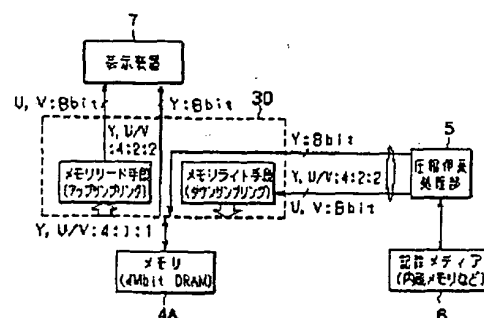 7
表示装置
U, V:8bit
Y:8bit
30
Y, U/V
:4:2:2
Y:8bit
5
圧縮伸長
処理部
メモリリード手段
(アップサンプリング)
メモリライト手段
(ダウンサンプリング)
Y, U/V:4:2:2
U, V:8bit
Y, U/V:4:1:1
メモリ
(4Mbit DRAM)
4A
記録メディア
(内蔵メモリなど)
6